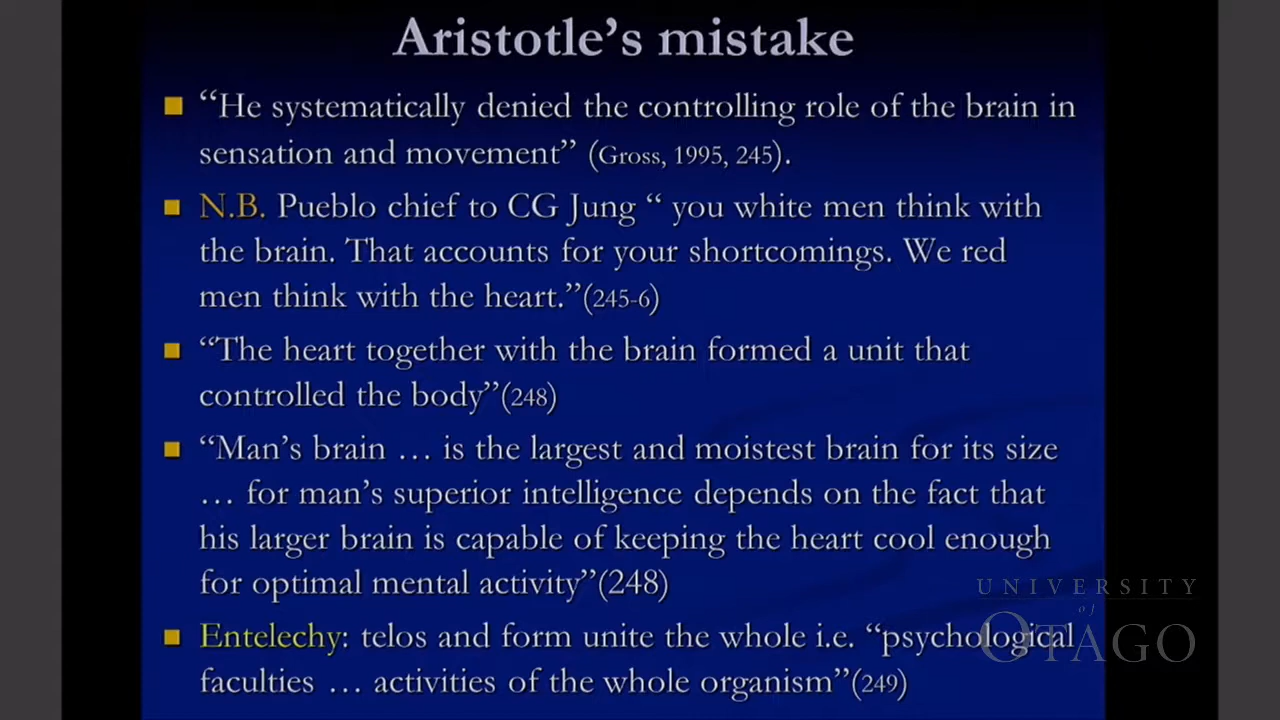 Aristotle's mistake
“He systematically denied the controlling role of the brain in
sensation and movement” (Gross, 1995, 245).
N.B. Pueblo chief to CG Jung “ you white men think with
the brain. That accounts for your shortcomings. We red
men think with the heart.”(245-6)
“The heart together with the brain formed a unit that
controlled the body”(248)
“Man’s brain … is the largest and moistest brain for its size
… for man’s superior intelligence depends on the fact that
his larger brain is capable of keeping the heart cool enough
for optimal mental activity”(248)
Entelechy: telos and form unite the whole i.e. “psychological
faculties … activities of the whole organism”(249)
UNIVERSITY
of
OTAGO